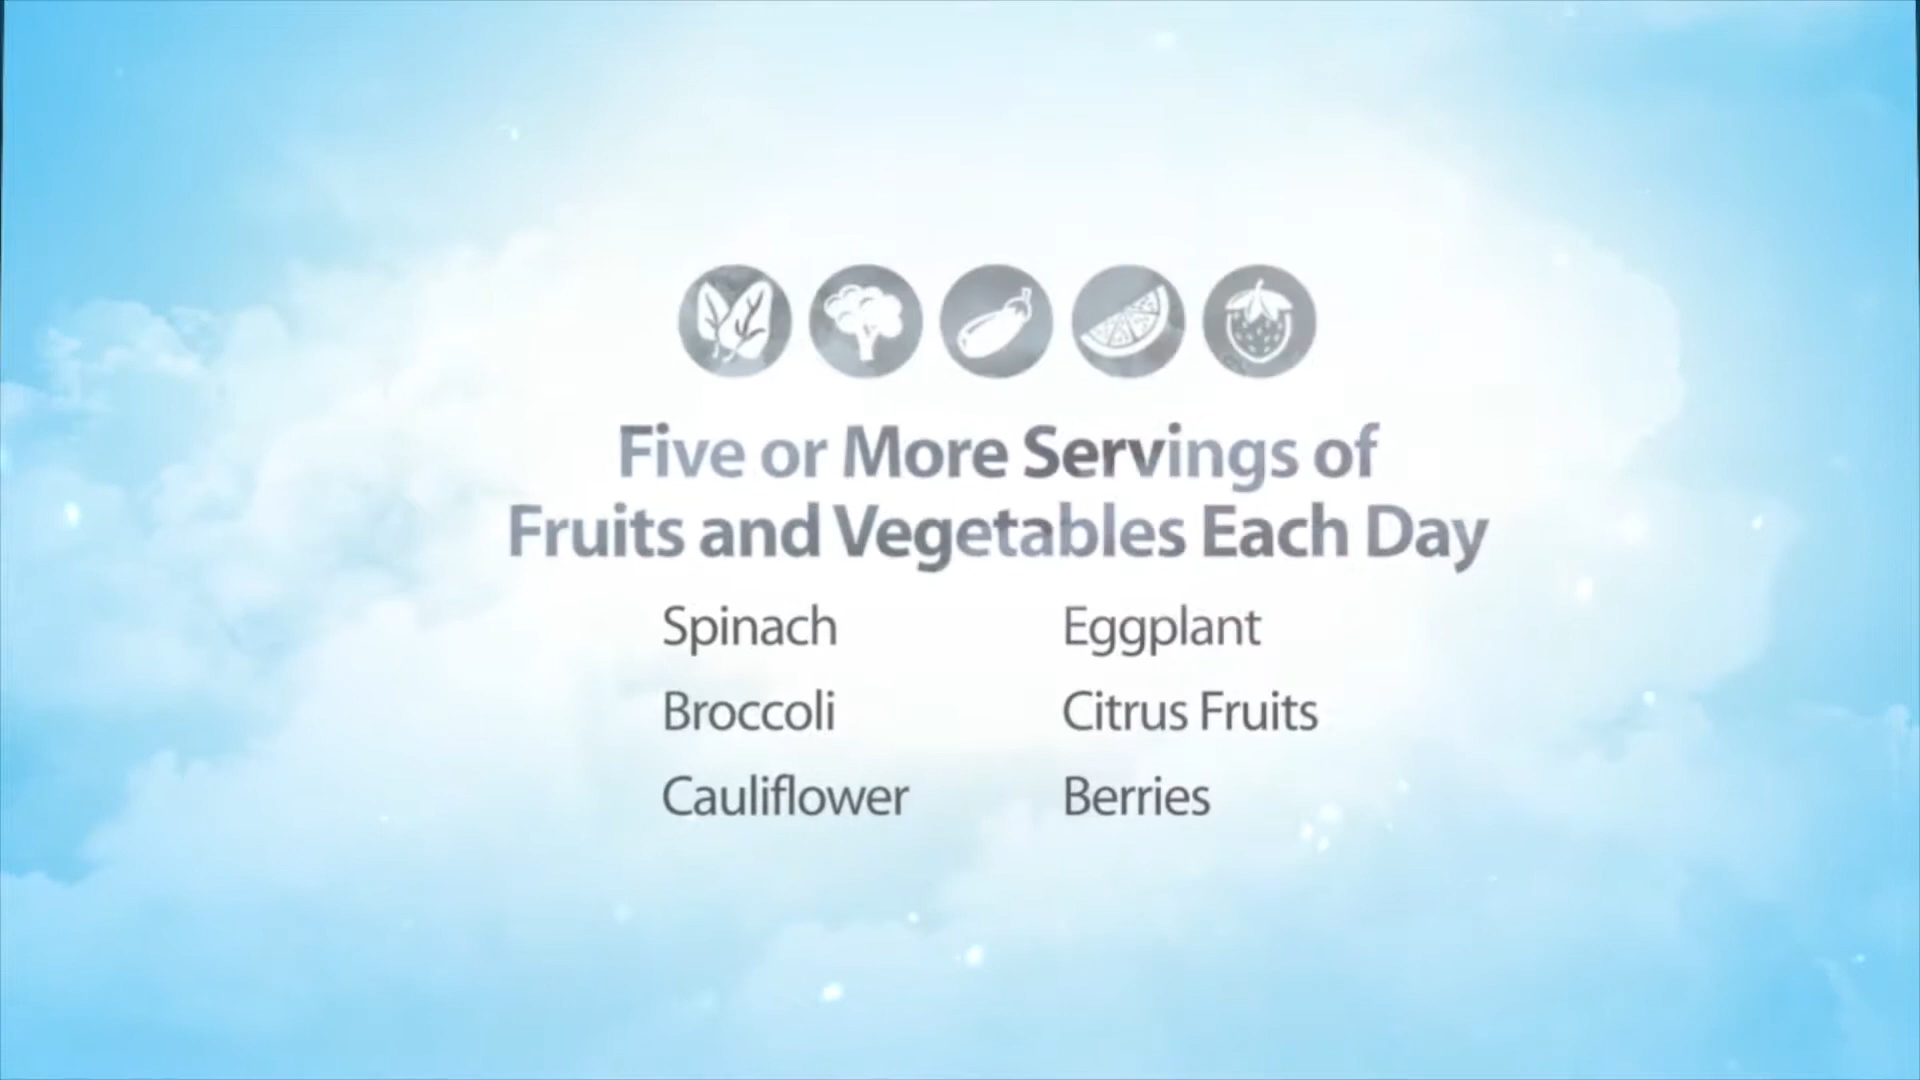 Five or More Servings of
Fruits and Vegetables Each Day
Spinach
Broccoli
Cauliflower
Eggplant
Citrus Fruits
Berries